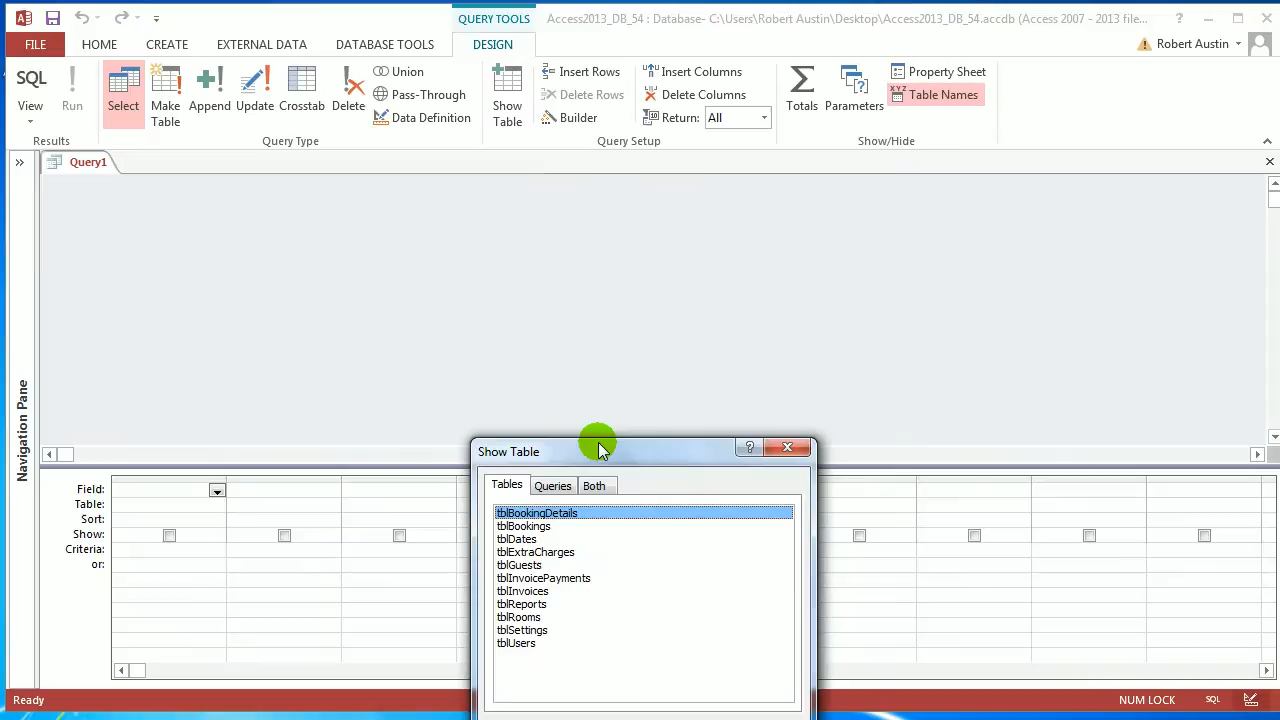 QUERY TOOLS
Access2013_DB_54 : Database- C:\Users\Robert Austin\Desktop\Access2013_DB_54.accdb (Access 2007 - 2013 file...
?
FILE
HOME
CREATE
EXTERNAL DATA
DATABASE TOOLS
DESIGN
Robert Austin
SQL
View
Run
Results
Select
Make Table
Append
Update
Crosstab
Delete
Union
Pass-Through
Data Definition
Query Type
Show Table
Insert Rows
Delete Rows
Builder
Insert Columns
Delete Columns
Return: All
Query Setup
Totals
Parameters
Property Sheet
XYZ Table Names
Show/Hide
Query1
Navigation Pane
Field:
Table:
Sort:
Show:
Criteria:
or:
Show Table
?
Tables
Queries
Both
tblBookingDetails
tblBookings
tblDates
tblExtraCharges
tblGuests
tblInvoicePayments
tblInvoices
tblReports
tblRooms
tblSettings
tblUsers
Ready
NUM LOCK
SQL